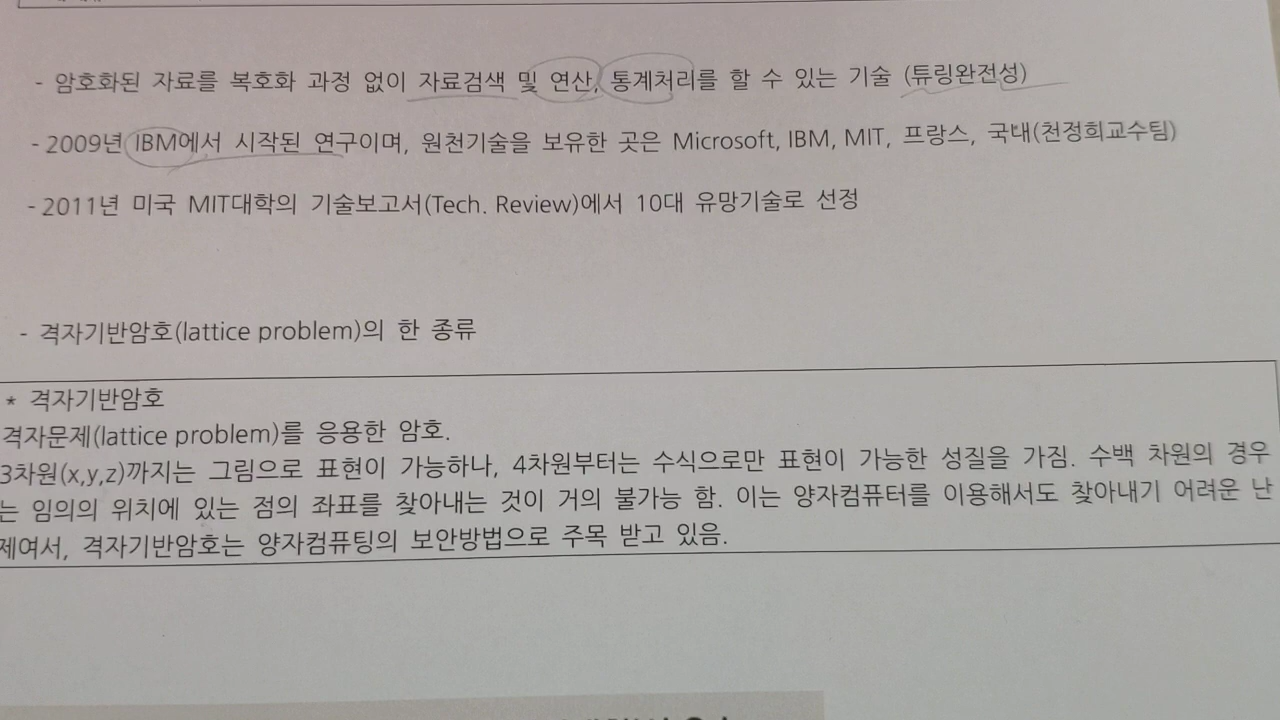 - 암호화된 자료를 복호화 과정 없이 자료검색 및 연산, 통계처리를 할 수 있는 기술 (튜링완전성)
- 2009년 IBM에서 시작된 연구이며, 원천기술을 보유한 곳은 Microsoft, IBM, MIT, 프랑스, 국내(천정희교수팀)
- 2011년 미국 MIT대학의 기술보고서(Tech. Review)에서 10대 유망기술로 선정
- 격자기반암호(lattice problem)의 한 종류
* 격자기반암호
격자문제(lattice problem)를 응용한 암호.
3차원(x,y,z)까지는 그림으로 표현이 가능하나, 4차원부터는 수식으로만 표현이 가능한 성질을 가짐. 수백 차원의 경우
는 임의의 위치에 있는 점의 좌표를 찾아내는 것이 거의 불가능 함. 이는 양자컴퓨터를 이용해서도 찾아내기 어려운 난
제여서, 격자기반암호는 양자컴퓨팅의 보안방법으로 주목 받고 있음.